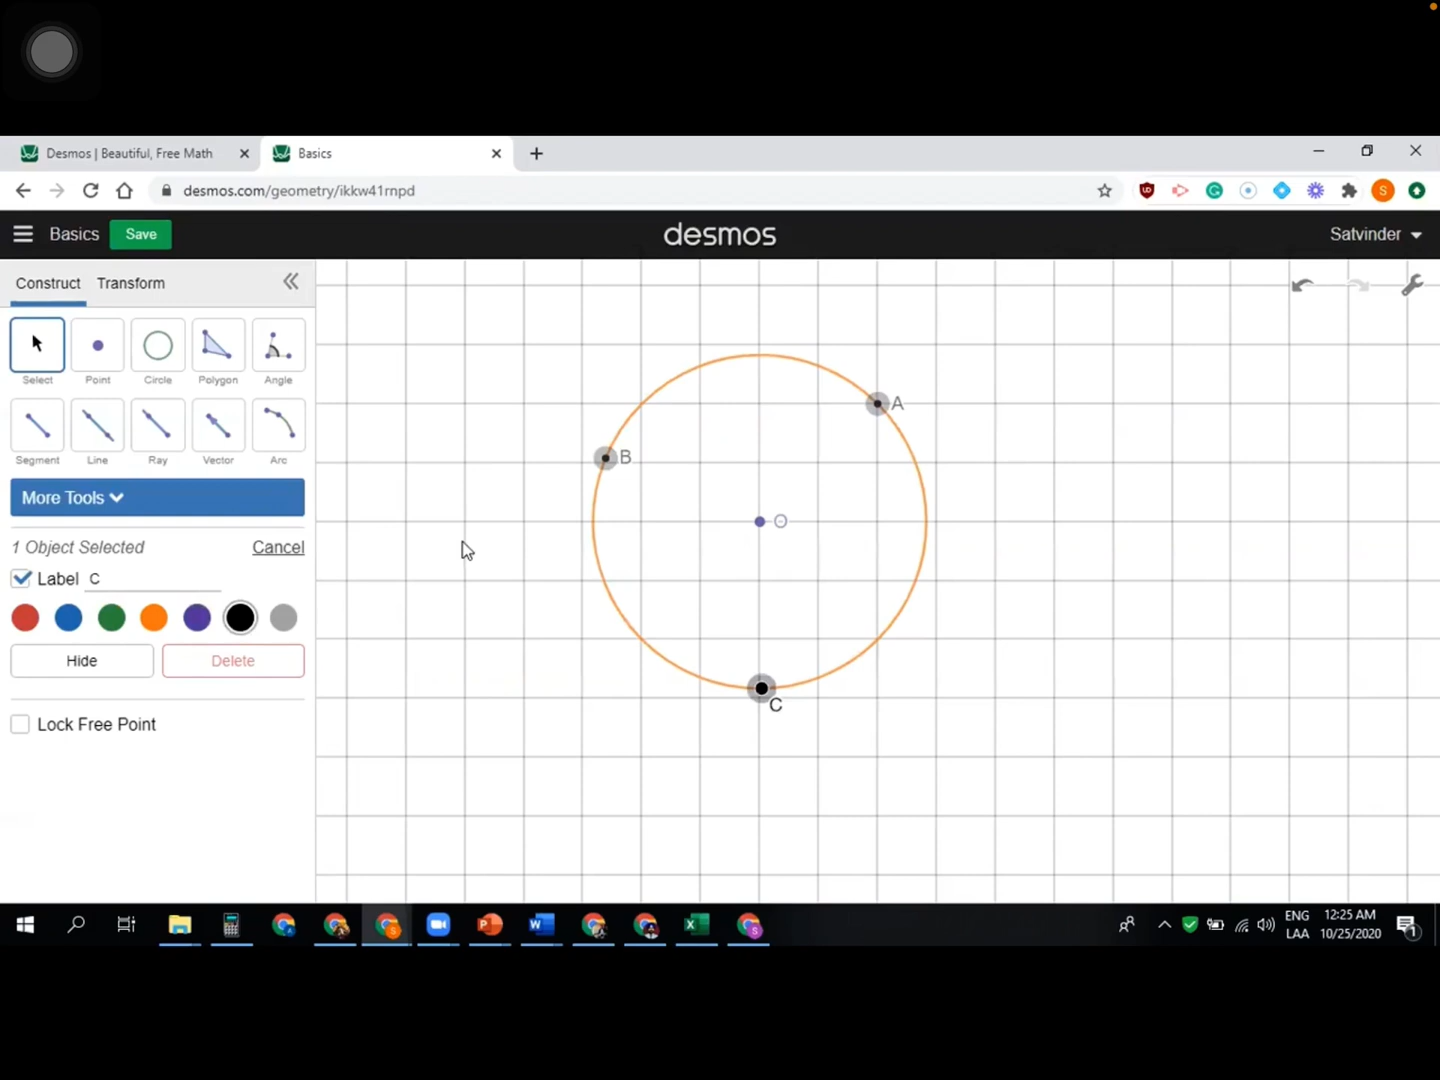 Desmos | Beautiful, Free Math
Basics
desmos.com/geometry/ikkw41rnpd
S
Basics
Save
desmos
Satvinder
Construct
Transform
Select
Point
Circle
Polygon
Angle
Segment
Line
Ray
Vector
Arc
More Tools
1 Object Selected
Cancel
Label C
Hide
Delete
Lock Free Point
A
B
O
C
ENG
LAA
12:25 AM
10/25/2020
1